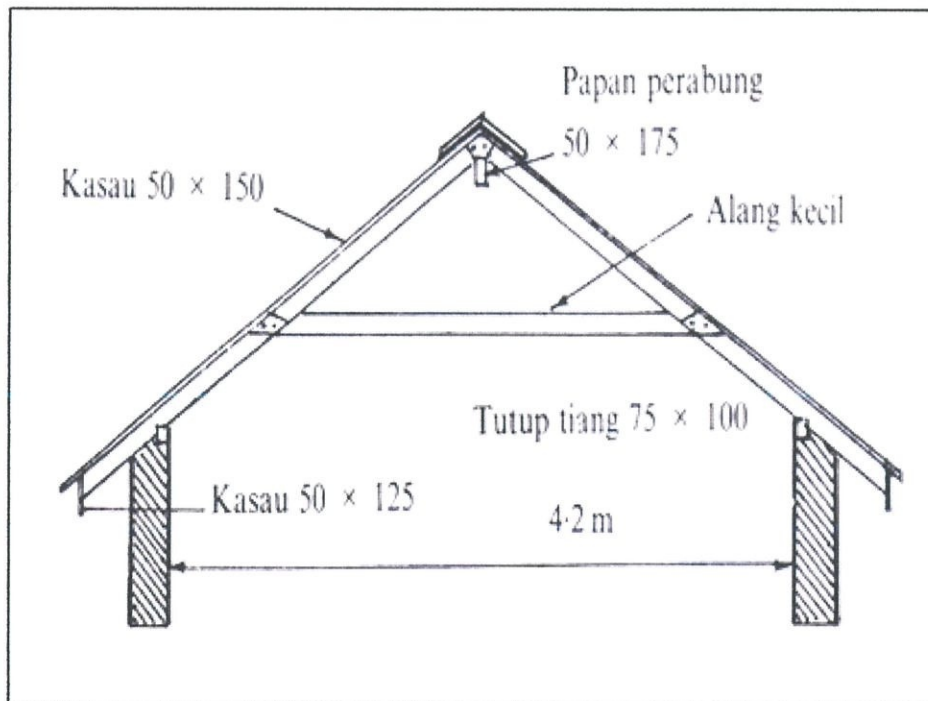 Papan perabung
50 × 175
Kasau 50 × 150
Alang kecil
Tutup tiang 75 × 100
Kasau 50 × 125
4·2 m